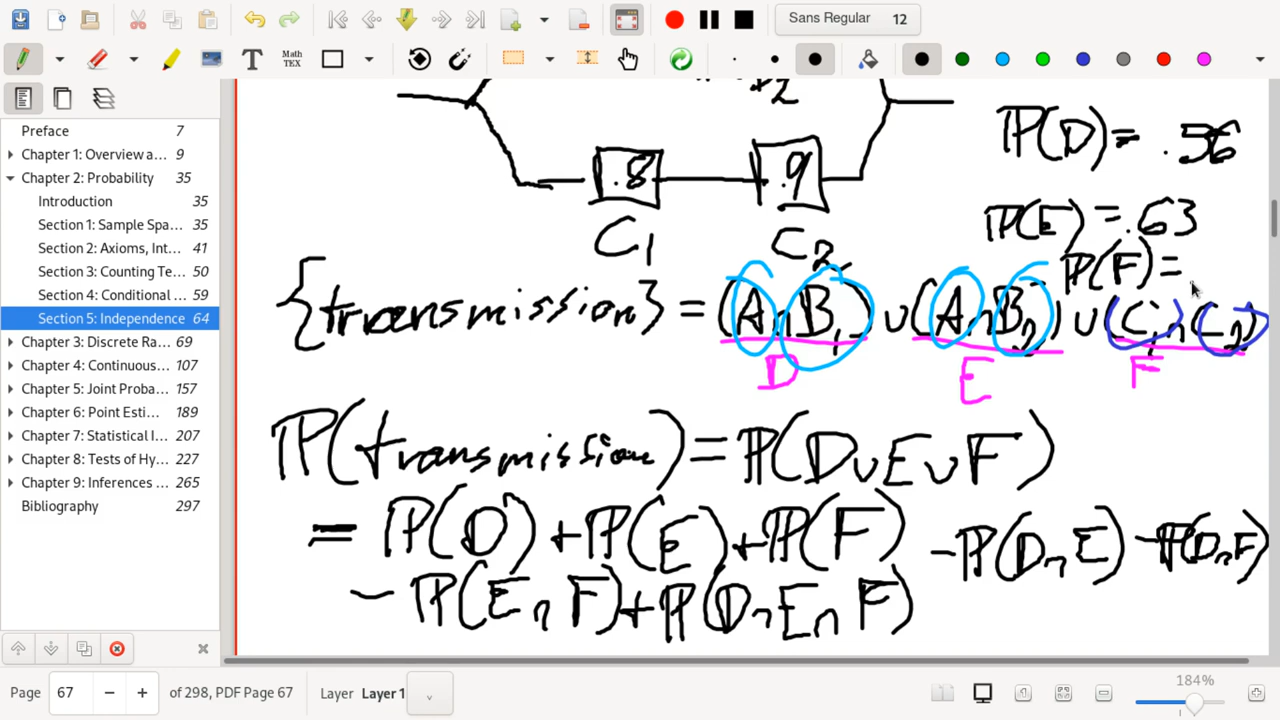 Sans Regular 12
T Math TEX
Preface 7
Chapter 1: Overview a... 9
Chapter 2: Probability 35
Introduction 35
Section 1: Sample Spa... 35
Section 2: Axioms, Int... 41
Section 3: Counting Te... 50
Section 4: Conditional ... 59
Section 5: Independence 64
Chapter 3: Discrete Ra... 69
Chapter 4: Continuous... 107
Chapter 5: Joint Proba... 157
Chapter 6: Point Esti... 189
Chapter 7: Statistical I... 207
Chapter 8: Tests of Hy... 227
Chapter 9: Inferences ... 265
Bibliography 297
ℙ(D) = .56
.8 .9
C₁ C₂
ℙ(E) = .63
ℙ(F) =
{transmission} = (A∩B₁) ∪ (A∩B₂) ∪ (C₁∩C₂)
D E F
ℙ(transmission) = ℙ(D∪E∪F)
= ℙ(D) + ℙ(E) + ℙ(F) - ℙ(D∩E) - ℙ(D∩F)
- ℙ(E∩F) + ℙ(D∩E∩F)
Page 67 of 298, PDF Page 67 Layer Layer 1 184%